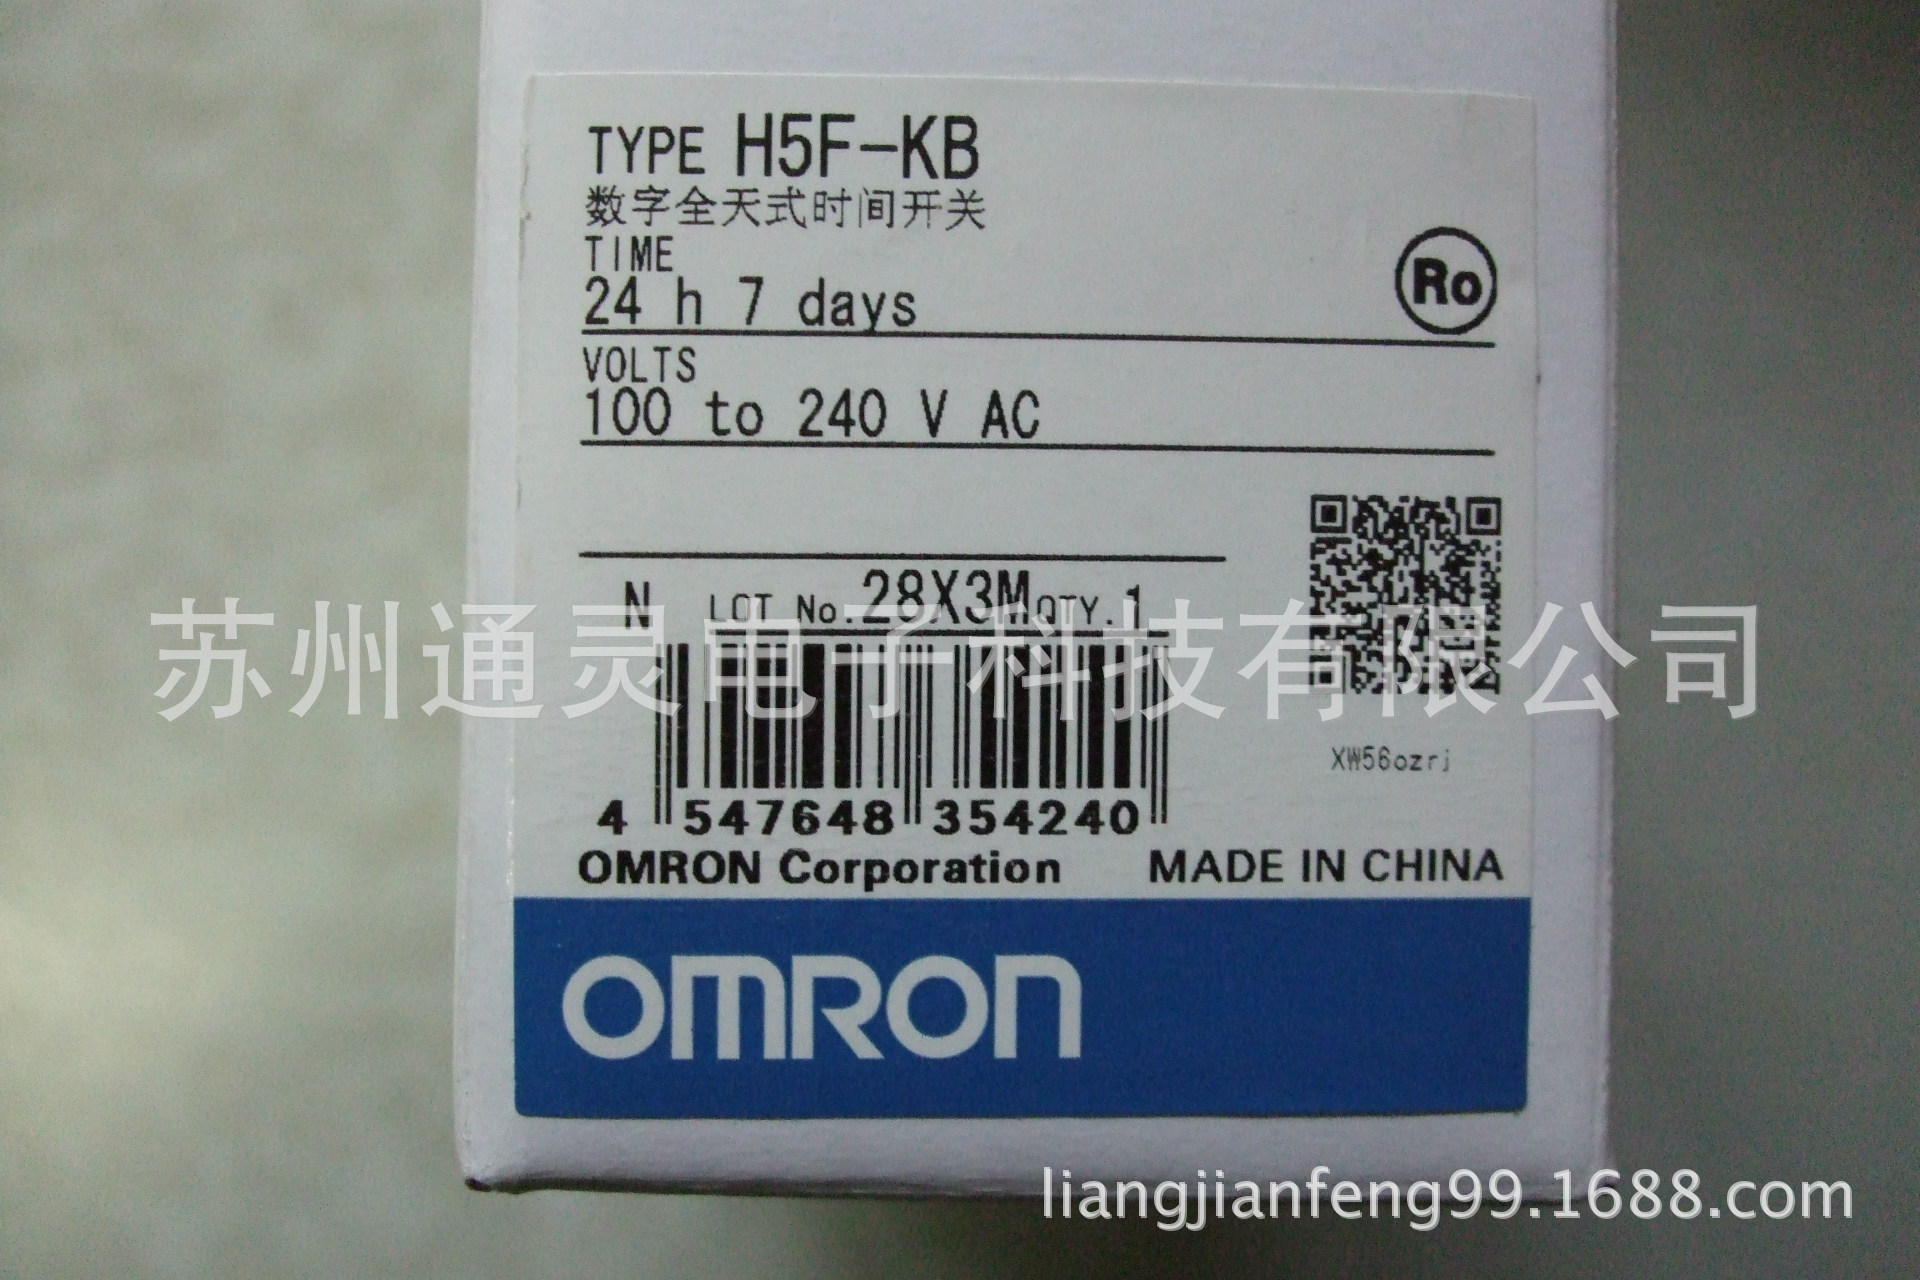 TYPE H5F-KB
数字全天式时间开关
TIME
24 h 7 days
Ro
VOLTS
100 to 240 V AC
N LOT No. 28X3M QTY. 1
苏州通灵电子科技有限公司
XW56ozrj
4 547648 354240
OMRON Corporation MADE IN CHINA
OMRON
liangjianfeng99.1688.com